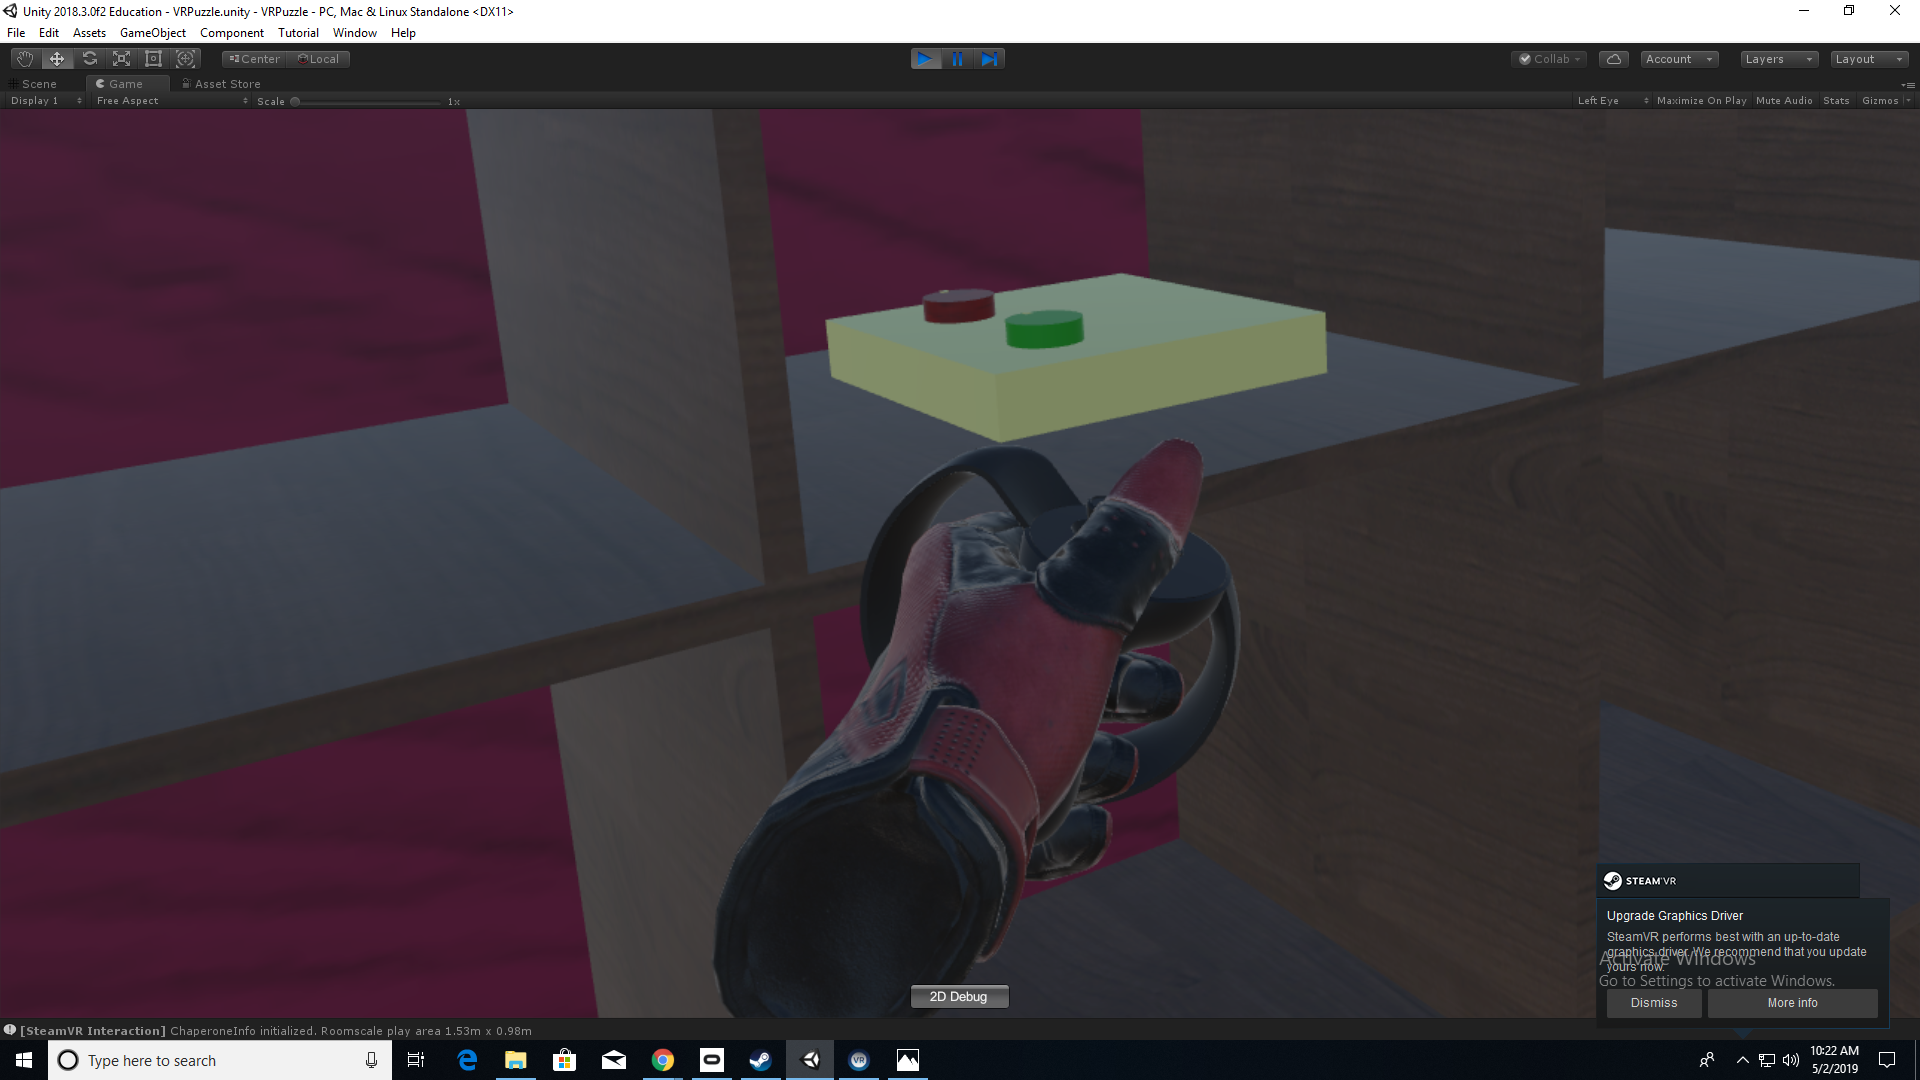 Unity 2018.3.0f2 Education - VRPuzzle.unity - VRPuzzle - PC, Mac & Linux Standalone <DX11>
File Edit Assets GameObject Component Tutorial Window Help
Center Local
Collab Account Layers Layout
Scene Game Asset Store
Display 1 Free Aspect Scale 1x Left Eye Maximize On Play Mute Audio Stats Gizmos
STEAMVR
Upgrade Graphics Driver
SteamVR performs best with an up-to-date
graphics driver. We recommend that you update
yours now.
Activate Windows
Go to Settings to activate Windows.
Dismiss More info
2D Debug
[SteamVR Interaction] ChaperoneInfo initialized. Roomscale play area 1.53m x 0.98m
Type here to search
VR
10:22 AM
5/2/2019